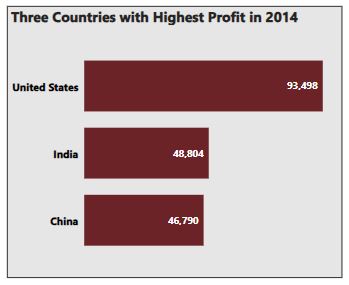 Three Countries with Highest Profit in 2014
United States 93,498
India 48,804
China 46,790